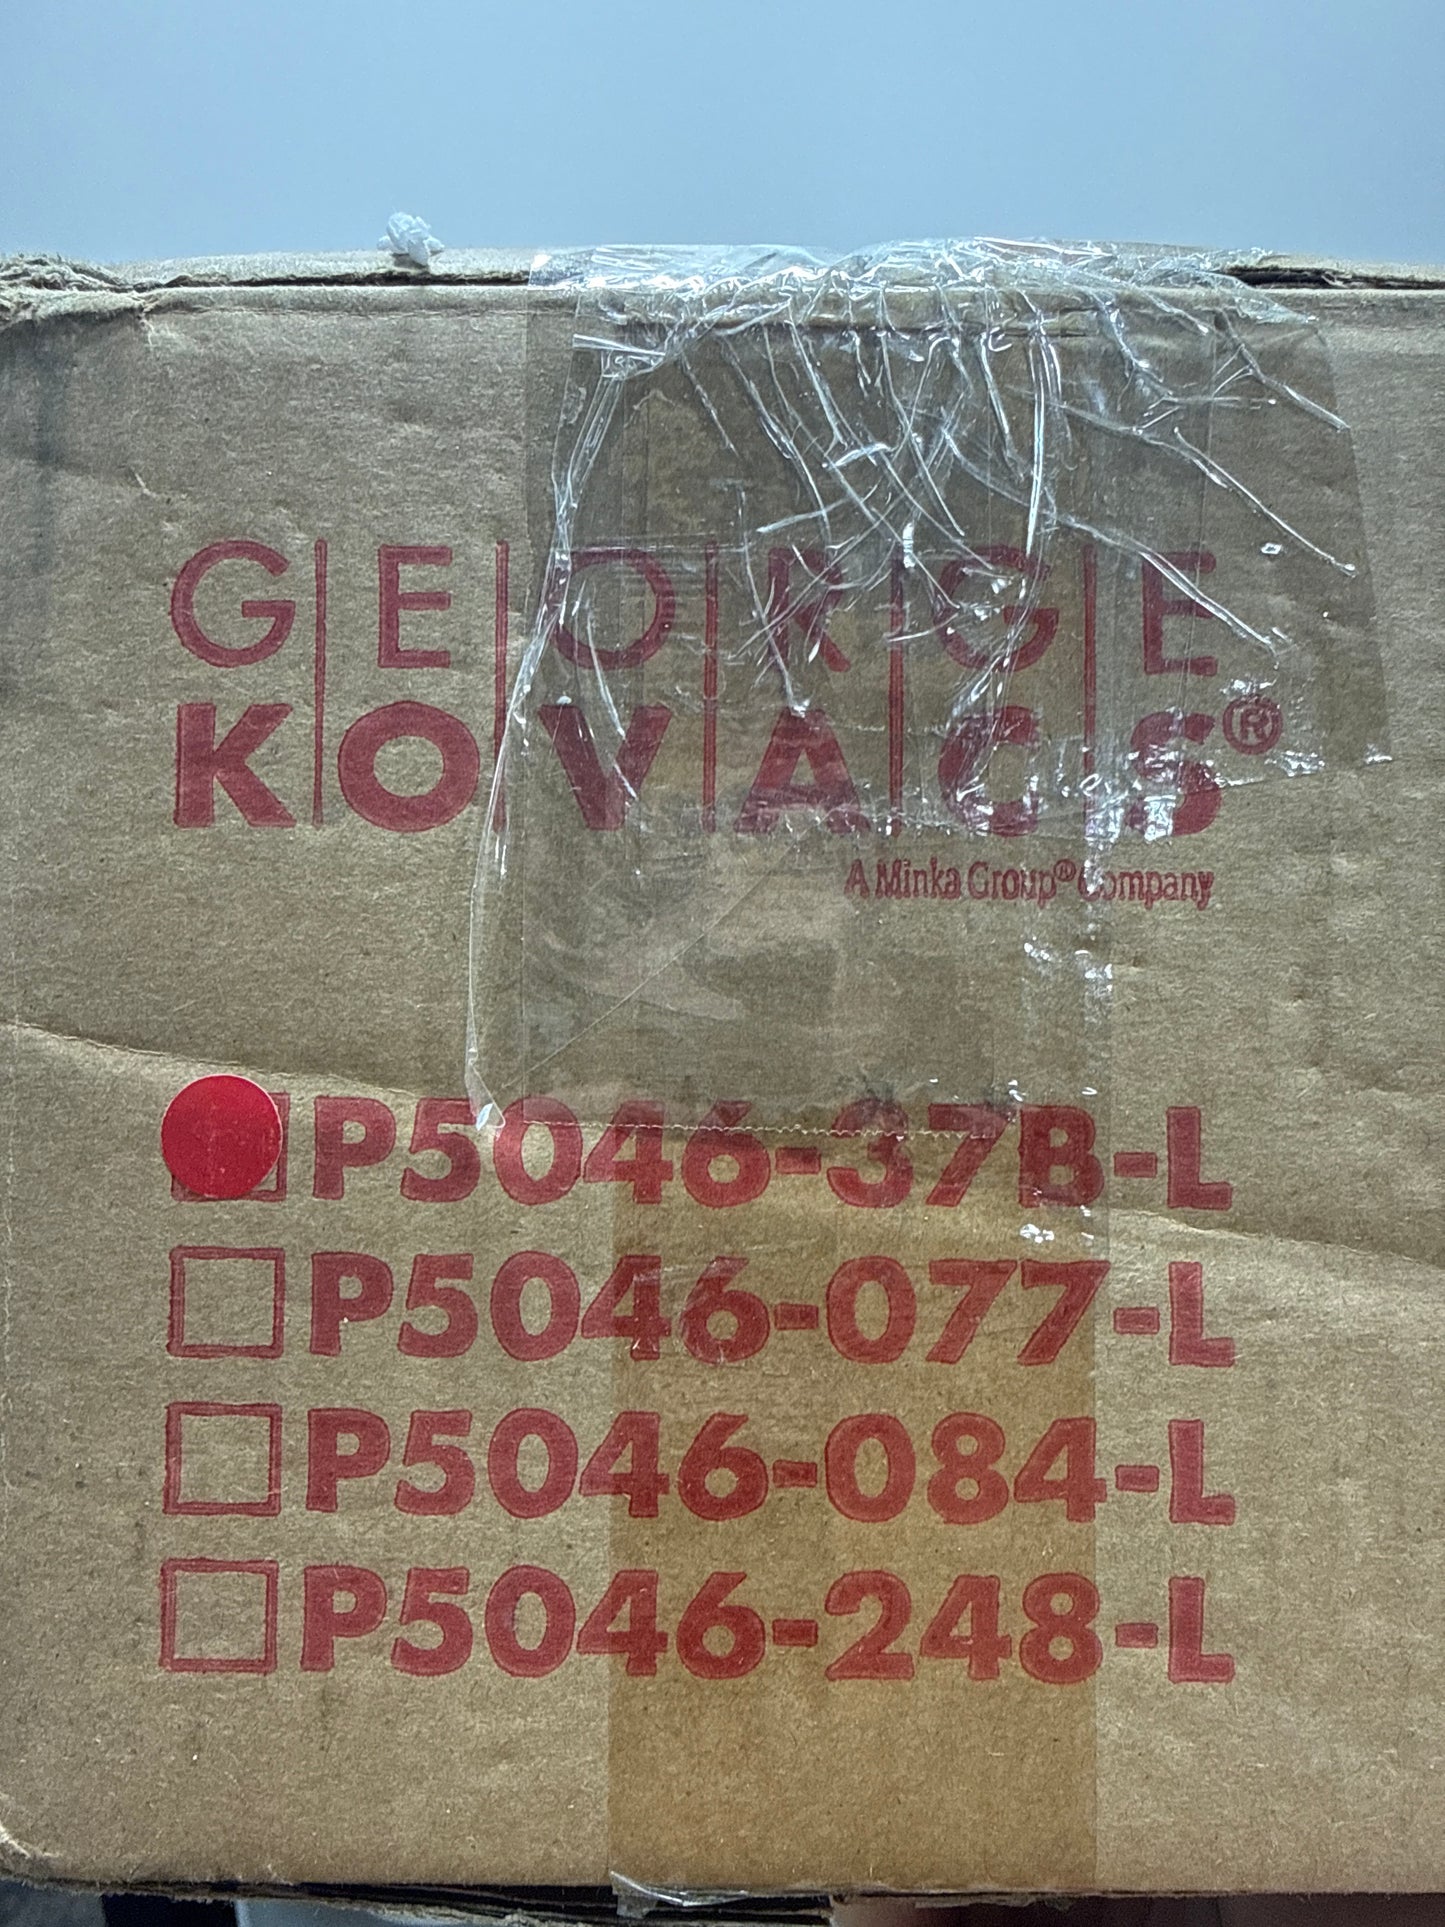 GEORGE
KOVACS®
A Minka Group® Company
P5046-37B-L
P5046-077-L
P5046-084-L
P5046-248-L